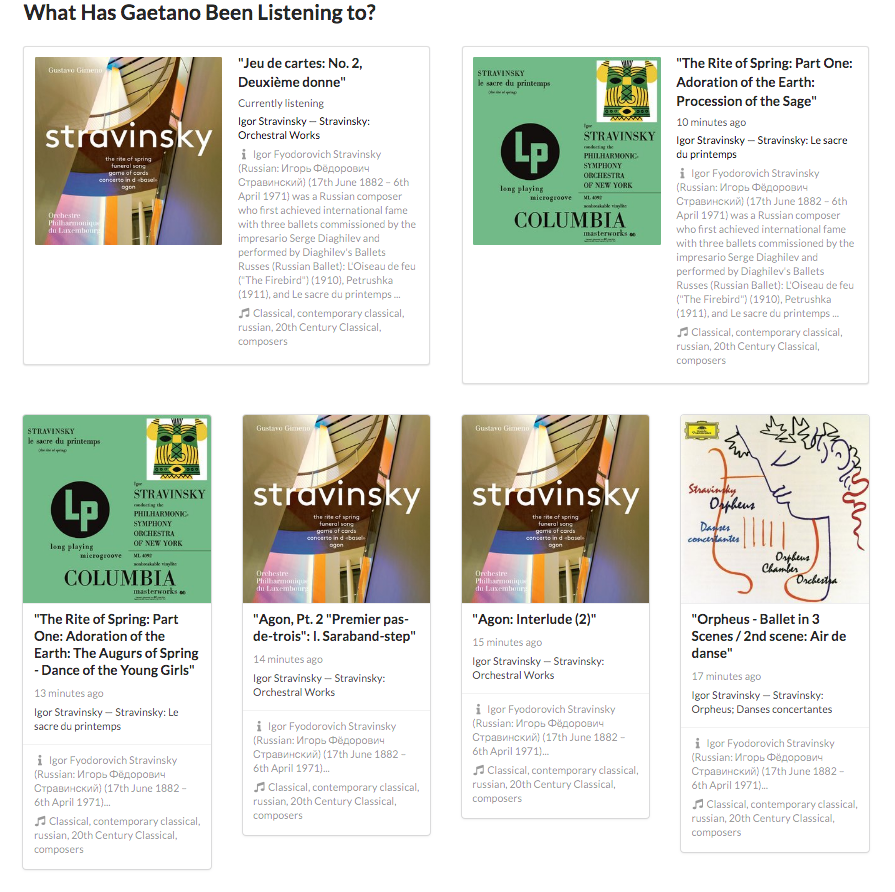 What Has Gaetano Been Listening to?
Gustavo Gimeno
stravinsky
the rite of spring
funeral song
game of cards
concerto in d ›basel‹
agon
Orchestre
Philharmonique
du Luxembourg
"Jeu de cartes: No. 2,
Deuxième donne"
Currently listening
Igor Stravinsky — Stravinsky:
Orchestral Works
Igor Fyodorovich Stravinsky
(Russian: Игорь Фёдорович
Стравинский) (17th June 1882 – 6th
April 1971) was a Russian composer
who first achieved international fame
with three ballets commissioned by the
impresario Serge Diaghilev and
performed by Diaghilev's Ballets
Russes (Russian Ballet): L'Oiseau de feu
("The Firebird") (1910), Petrushka
(1911), and Le sacre du printemps ...
Classical, contemporary classical,
russian, 20th Century Classical,
composers
STRAVINSKY
le sacre du printemps
(the rite of spring)
Lp
long playing
microgroove
Igor
STRAVINSKY
conducting the
PHILHARMONIC-
SYMPHONY
ORCHESTRA
OF NEW YORK
ML 4092
nonbreakable vinylite
COLUMBIA
masterworks
"The Rite of Spring: Part One:
Adoration of the Earth:
Procession of the Sage"
10 minutes ago
Igor Stravinsky — Stravinsky: Le sacre
du printemps
Igor Fyodorovich Stravinsky
(Russian: Игорь Фёдорович
Стравинский) (17th June 1882 – 6th
April 1971) was a Russian composer
who first achieved international fame
with three ballets commissioned by the
impresario Serge Diaghilev and
performed by Diaghilev's Ballets
Russes (Russian Ballet): L'Oiseau de feu
("The Firebird") (1910), Petrushka
(1911), and Le sacre du printemps ...
Classical, contemporary classical,
russian, 20th Century Classical,
composers
STRAVINSKY
le sacre du printemps
(the rite of spring)
Lp
long playing
microgroove
Igor
STRAVINSKY
conducting the
PHILHARMONIC-
SYMPHONY
ORCHESTRA
OF NEW YORK
ML 4092
nonbreakable vinylite
COLUMBIA
masterworks
"The Rite of Spring: Part
One: Adoration of the
Earth: The Augurs of Spring
- Dance of the Young Girls"
13 minutes ago
Igor Stravinsky — Stravinsky: Le
sacre du printemps
Igor Fyodorovich Stravinsky
(Russian: Игорь Фёдорович
Стравинский) (17th June 1882 –
6th April 1971)...
Classical, contemporary classical,
russian, 20th Century Classical,
composers
Gustavo Gimeno
stravinsky
the rite of spring
funeral song
game of cards
concerto in d ›basel‹
agon
Orchestre
Philharmonique
du Luxembourg
"Agon, Pt. 2 "Premier pas-
de-trois": I. Saraband-step"
14 minutes ago
Igor Stravinsky — Stravinsky:
Orchestral Works
Igor Fyodorovich Stravinsky
(Russian: Игорь Фёдорович
Стравинский) (17th June 1882 –
6th April 1971)...
Classical, contemporary classical,
russian, 20th Century Classical,
composers
Gustavo Gimeno
stravinsky
the rite of spring
funeral song
game of cards
concerto in d ›basel‹
agon
Orchestre
Philharmonique
du Luxembourg
"Agon: Interlude (2)"
15 minutes ago
Igor Stravinsky — Stravinsky:
Orchestral Works
Igor Fyodorovich Stravinsky
(Russian: Игорь Фёдорович
Стравинский) (17th June 1882 –
6th April 1971)...
Classical, contemporary classical,
russian, 20th Century Classical,
composers
Stravinsky
Orpheus
Danses
concertantes
Orpheus
Chamber
Orchestra
"Orpheus - Ballet in 3
Scenes / 2nd scene: Air de
danse"
17 minutes ago
Igor Stravinsky — Stravinsky:
Orpheus; Danses concertantes
Igor Fyodorovich Stravinsky
(Russian: Игорь Фёдорович
Стравинский) (17th June 1882 –
6th April 1971)...
Classical, contemporary classical,
russian, 20th Century Classical,
composers